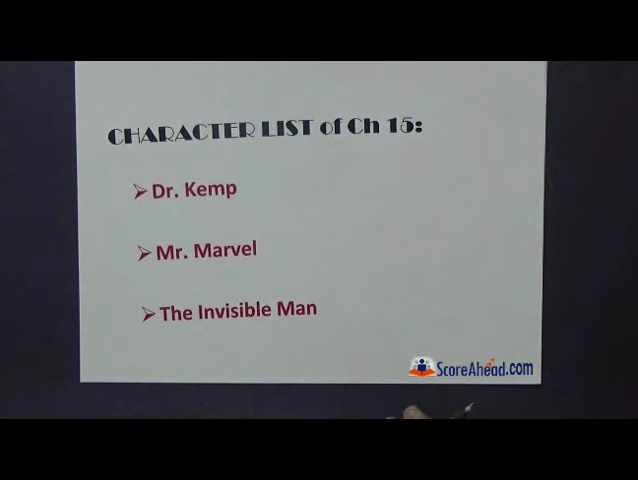 CHARACTER LIST of Ch 15:
Dr. Kemp
Mr. Marvel
The Invisible Man
ScoreAhead.com